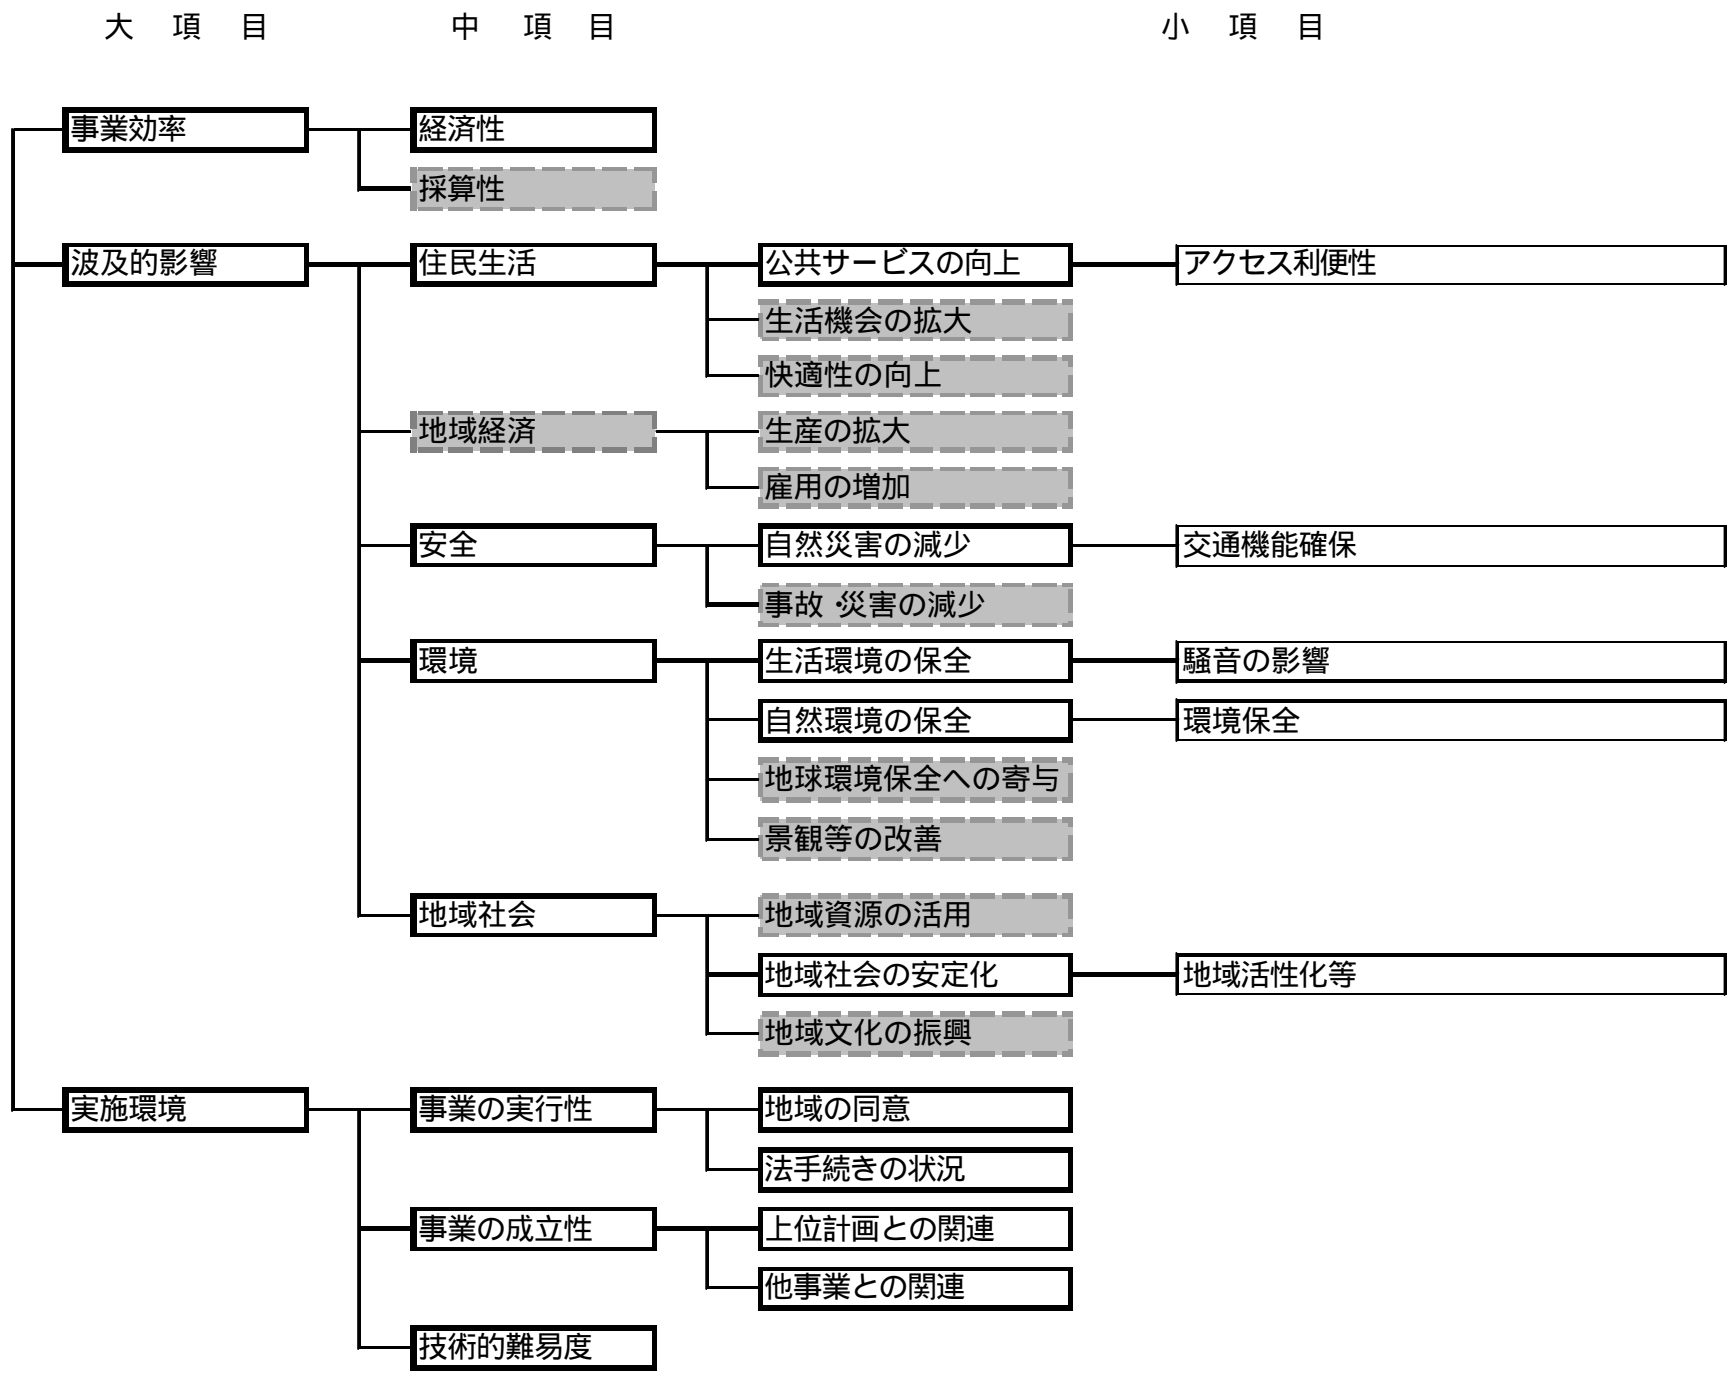 大 項 目 中 項 目 小 項 目
事業効率 経済性
採算性
波及的影響 住民生活 公共サービスの向上 アクセス利便性
生活機会の拡大
快適性の向上
地域経済 生産の拡大
雇用の増加
安全 自然災害の減少 交通機能確保
事故・災害の減少
環境 生活環境の保全 騒音の影響
自然環境の保全 環境保全
地球環境保全への寄与
景観等の改善
地域社会 地域資源の活用
地域社会の安定化 地域活性化等
地域文化の振興
実施環境 事業の実行性 地域の同意
法手続きの状況
事業の成立性 上位計画との関連
他事業との関連
技術的難易度